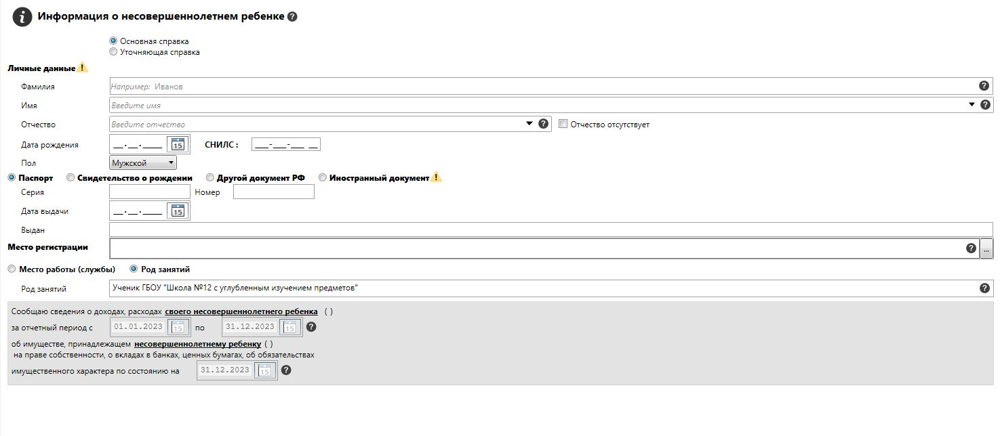 Информация о несовершеннолетнем ребенке ?
Основная справка
Уточняющая справка
Личные данные
Фамилия Например: Иванов ?
Имя Введите имя ?
Отчество Введите отчество ? Отчество отсутствует
Дата рождения __.__.____ 15 СНИЛС : ___-___-___ __
Пол Мужской
Паспорт Свидетельство о рождении Другой документ РФ Иностранный документ
Серия Номер
Дата выдачи __.__.____ 15
Выдан
Место регистрации ? ...
Место работы (службы) Род занятий
Род занятий Ученик ГБОУ "Школа №12 с углубленным изучением предметов" ?
Сообщаю сведения о доходах, расходах своего несовершеннолетнего ребенка ( )
за отчетный период с 01.01.2023 15 по 31.12.2023 15 ?
об имуществе, принадлежащем несовершеннолетнему ребенку ( )
на праве собственности, о вкладах в банках, ценных бумагах, об обязательствах
имущественного характера по состоянию на 31.12.2023 15 ?